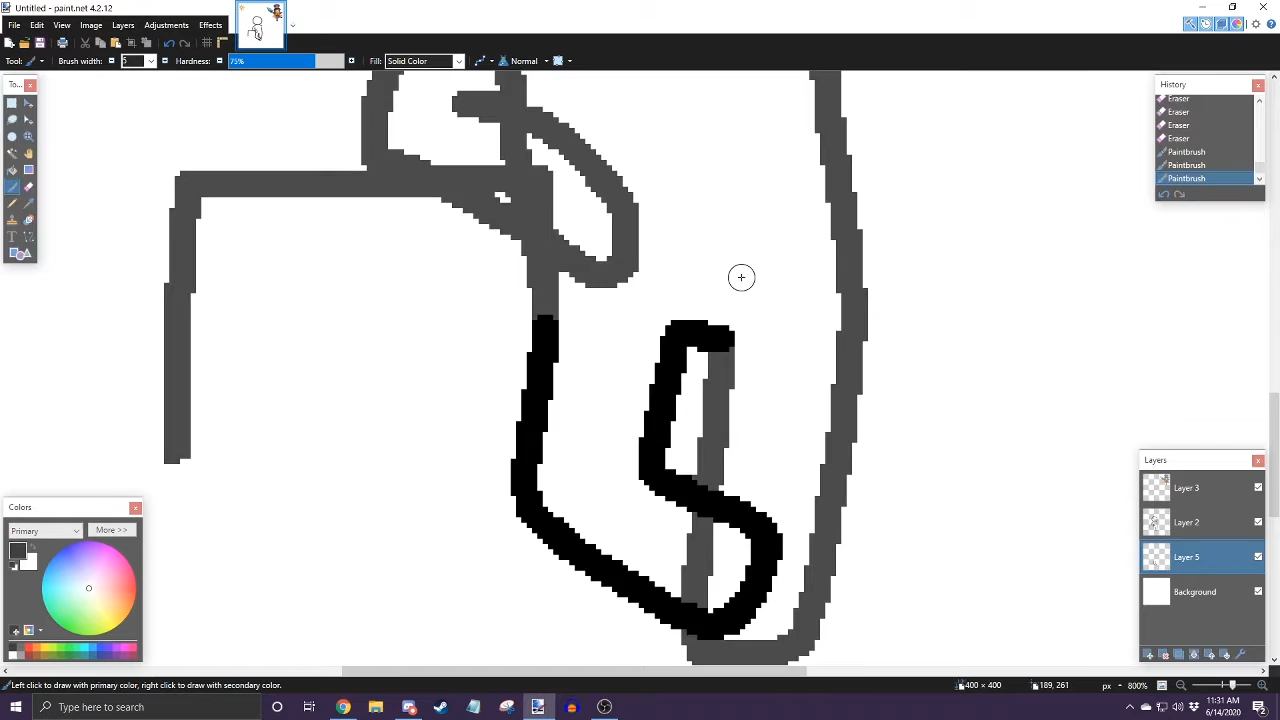 Untitled - paint.net 4.2.12
File Edit View Image Layers Adjustments Effects
Tool: Brush width: 5 Hardness: 75% Fill: Solid Color Normal
To...
History
Eraser
Eraser
Eraser
Eraser
Paintbrush
Paintbrush
Paintbrush
Layers
Layer 3
Layer 2
Layer 5
Background
Colors
Primary
More >>
Left click to draw with primary color, right click to draw with secondary color.
400 × 400
189, 261
px
800%
Type here to search
11:31 AM
6/14/2020
2